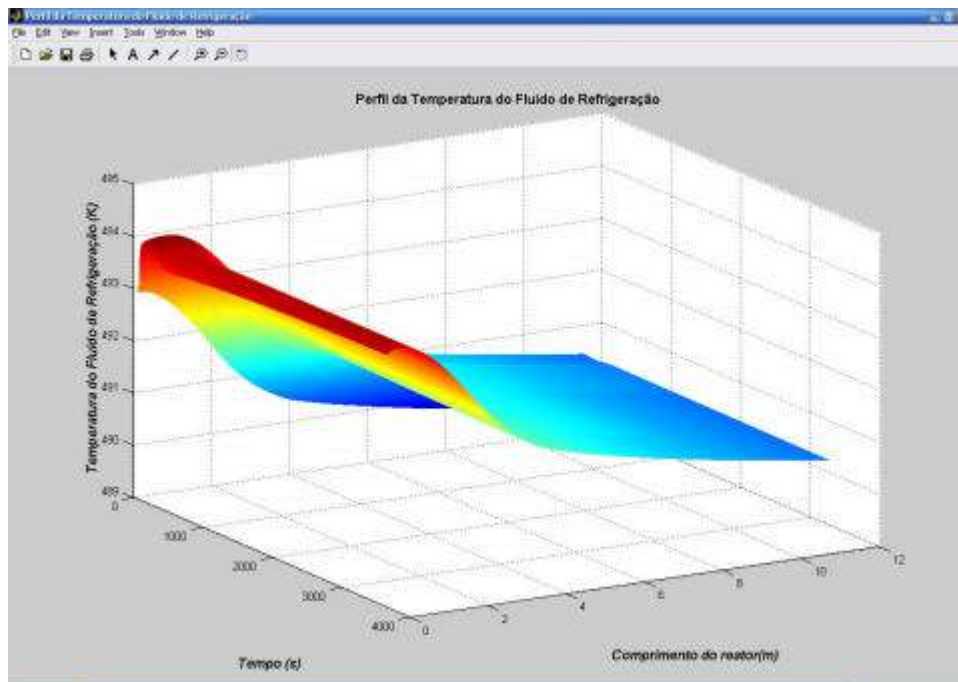 Perfil da Temperatura do Fluido de Refrigeração
File Edit View Insert Tools Window Help
A
Perfil da Temperatura do Fluido de Refrigeração
Temperatura do Fluido de Refrigeração (K)
495
494
493
492
491
490
489
0
1000
2000
3000
4000
0
2
4
6
8
10
12
Tempo (s)
Comprimento do reator(m)